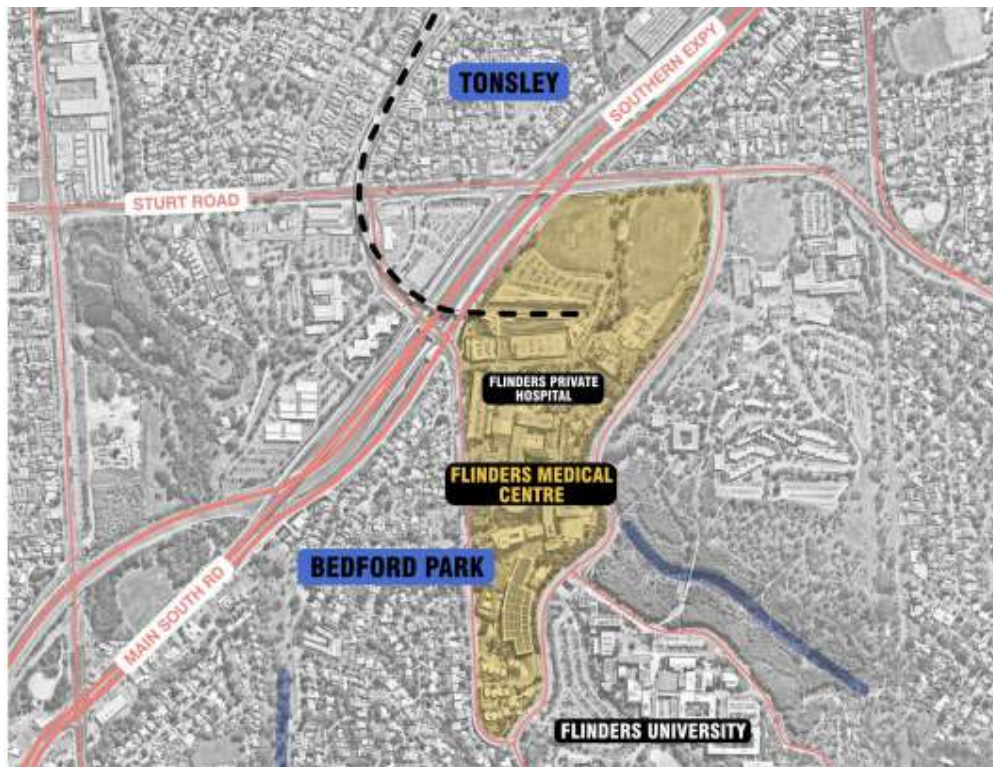 TONSLEY
SOUTHERN EXPY
STURT ROAD
FLINDERS PRIVATE
HOSPITAL
FLINDERS MEDICAL
CENTRE
BEDFORD PARK
MAIN SOUTH RD
FLINDERS UNIVERSITY